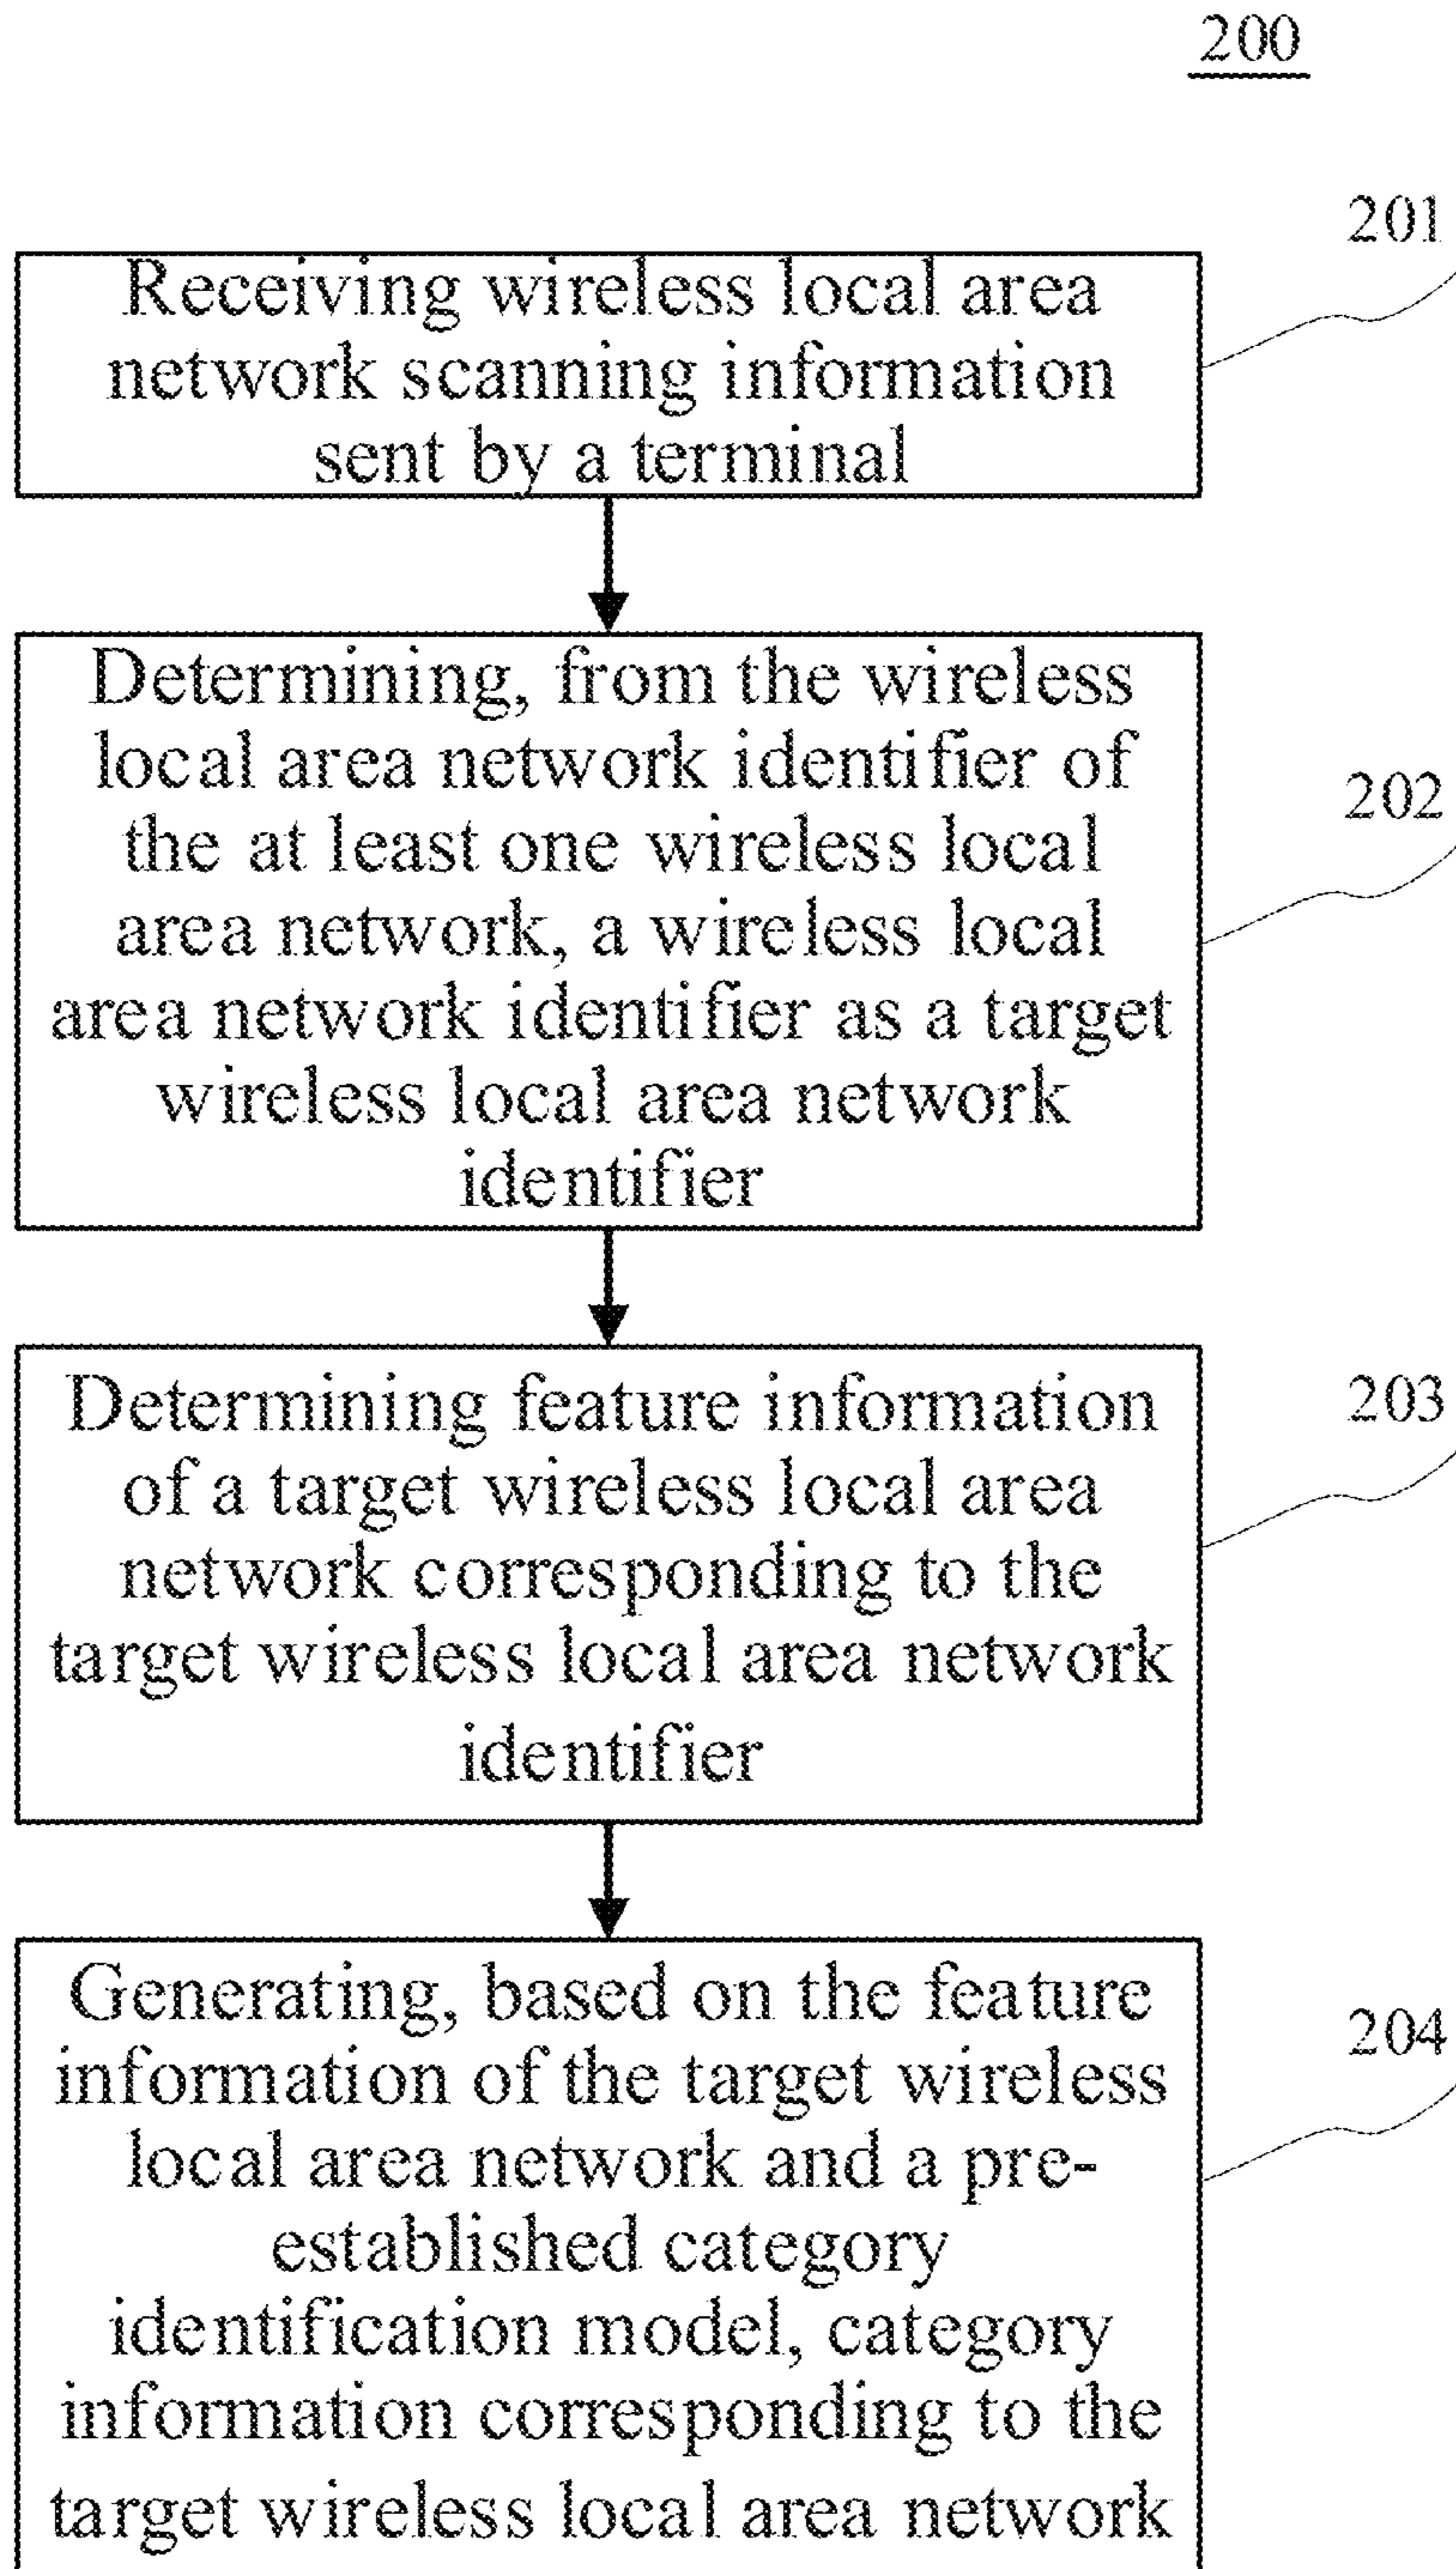 200
201
Receiving wireless local area
network scanning information
sent by a terminal
202
Determining, from the wireless
local area network identifier of
the at least one wireless local
area network, a wireless local
area network identifier as a target
wireless local area network
identifier
203
Determining feature information
of a target wireless local area
network corresponding to the
target wireless local area network
identifier
204
Generating, based on the feature
information of the target wireless
local area network and a pre-
established category
identification model, category
information corresponding to the
target wireless local area network